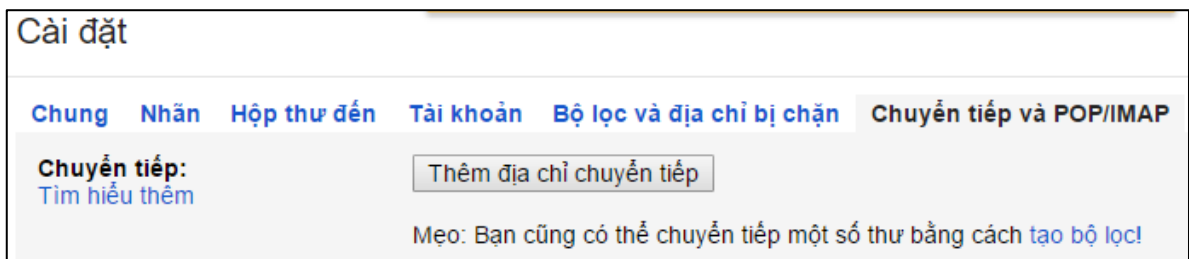 Cài đặt
Chung Nhãn Hộp thư đến Tài khoản Bộ lọc và địa chỉ bị chặn Chuyển tiếp và POP/IMAP
Chuyển tiếp: Thêm địa chỉ chuyển tiếp
Tìm hiểu thêm
Mẹo: Bạn cũng có thể chuyển tiếp một số thư bằng cách tạo bộ lọc!